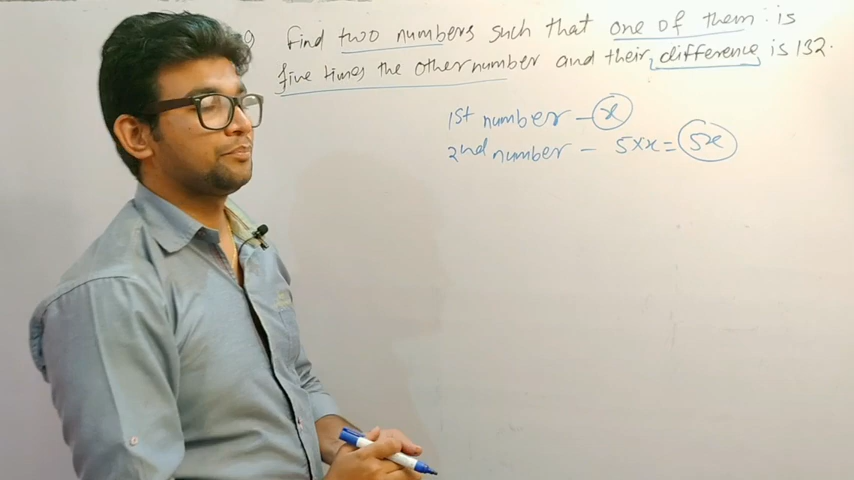 9 Find two numbers such that one of them is
five times the other number and their difference is 132.
1st number - x
2nd number - 5×x = 5x